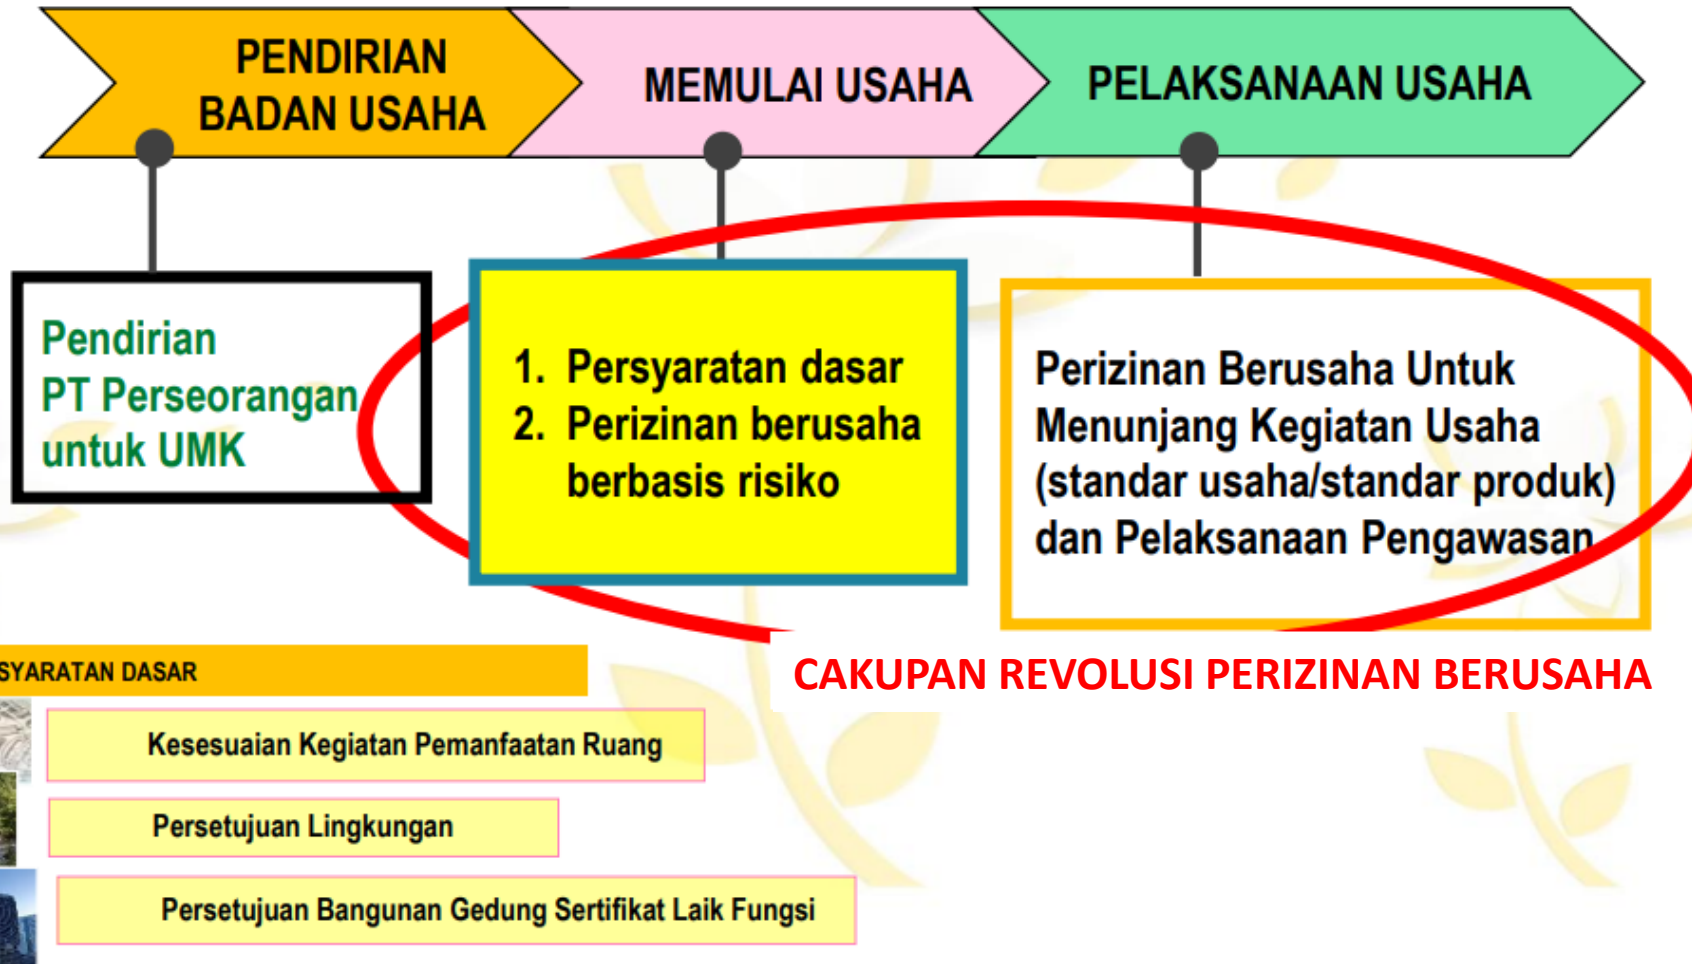 PENDIRIAN
BADAN USAHA
MEMULAI USAHA
PELAKSANAAN USAHA
Pendirian
PT Perseorangan
untuk UMK
1. Persyaratan dasar
2. Perizinan berusaha
berbasis risiko
Perizinan Berusaha Untuk
Menunjang Kegiatan Usaha
(standar usaha/standar produk)
dan Pelaksanaan Pengawasan
CAKUPAN REVOLUSI PERIZINAN BERUSAHA
SYARATAN DASAR
Kesesuaian Kegiatan Pemanfaatan Ruang
Persetujuan Lingkungan
Persetujuan Bangunan Gedung Sertifikat Laik Fungsi